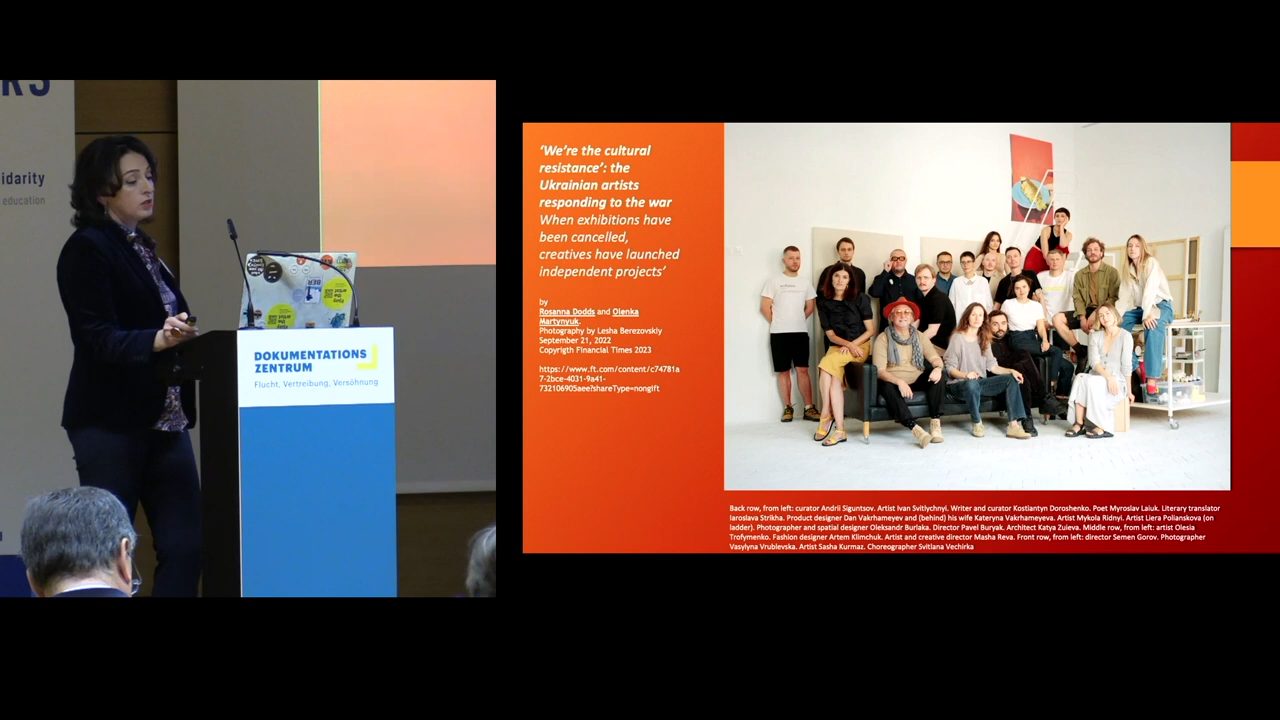 idarity
education
DOKUMENTATIONS
ZENTRUM
Flucht, Vertreibung, Versöhnung
‘We’re the cultural
resistance’: the
Ukrainian artists
responding to the war
When exhibitions have
been cancelled,
creatives have launched
independent projects’
by
Rosanna Dodds and Olenka
Martynyuk.
Photography by Lesha Berezovskiy
September 21, 2022
Copyrigth Financial Times 2023
https://www.ft.com/content/c74781a
7-2bce-4031-9a41-
732106905aee?shareType=nongift
Back row, from left: curator Andrii Siguntsov. Artist Ivan Svitlychnyi. Writer and curator Kostiantyn Doroshenko. Poet Myroslav Laiuk. Literary translator
Iaroslava Strikha. Product designer Dan Vakrhameyev and (behind) his wife Kateryna Vakrhameyeva. Artist Mykola Ridnyi. Artist Liera Polianskova (on
ladder). Photographer and spatial designer Oleksandr Burlaka. Director Pavel Buryak. Architect Katya Zuieva. Middle row, from left: artist Olesia
Trofymenko. Fashion designer Artem Klimchuk. Artist and creative director Masha Reva. Front row, from left: director Semen Gorov. Photographer
Vasylyna Vrublevska. Artist Sasha Kurmaz. Choreographer Svitlana Vechirka